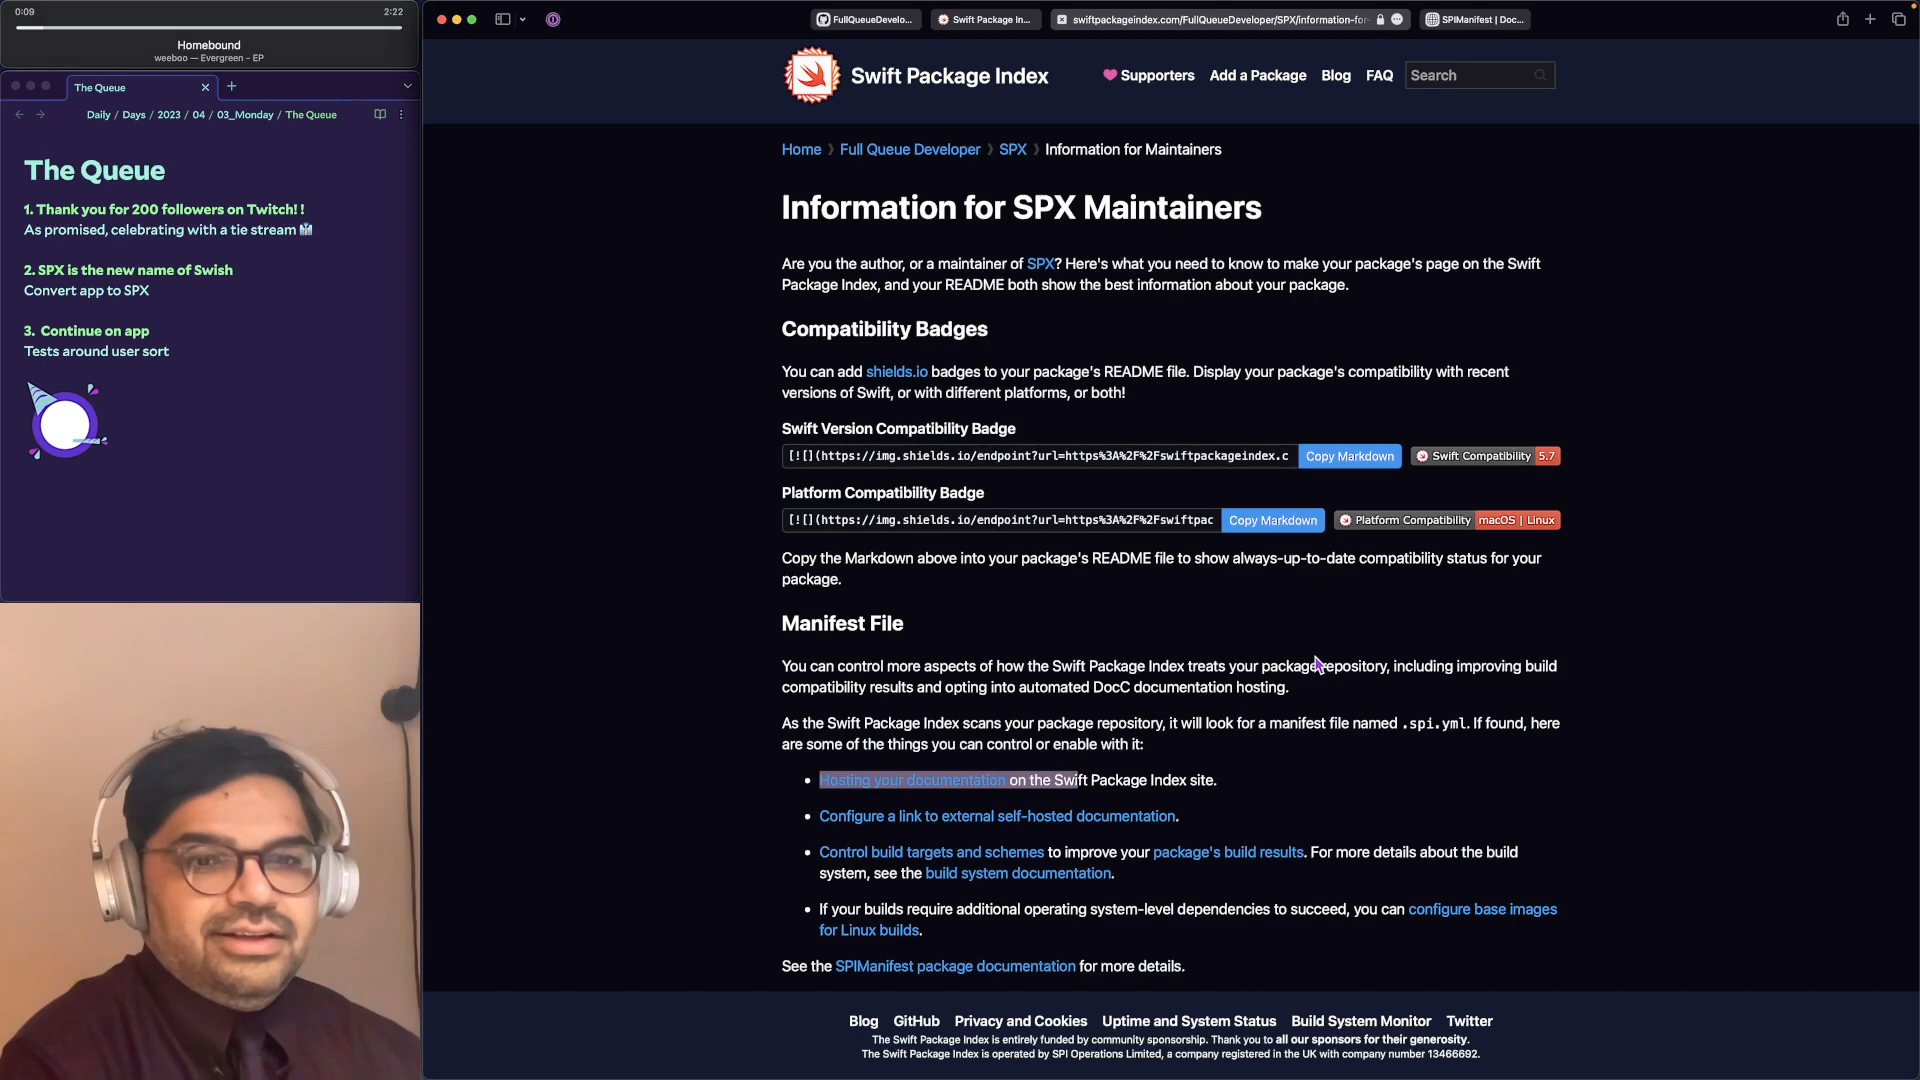 0:09
2:22
Homebound
weeboo — Evergreen - EP
The Queue
Daily / Days / 2023 / 04 / 03_Monday / The Queue
The Queue
1. Thank you for 200 followers on Twitch! !
As promised, celebrating with a tie stream 👔
2. SPX is the new name of Swish
Convert app to SPX
3. Continue on app
Tests around user sort
FullQueueDevelo...
Swift Package In...
swiftpackageindex.com/FullQueueDeveloper/SPX/information-for-
SPIManifest | Doc...
Swift Package Index
Supporters
Add a Package
Blog
FAQ
Search
Home
Full Queue Developer
SPX
Information for Maintainers
Information for SPX Maintainers
Are you the author, or a maintainer of SPX? Here's what you need to know to make your package's page on the Swift
Package Index, and your README both show the best information about your package.
Compatibility Badges
You can add shields.io badges to your package's README file. Display your package's compatibility with recent
versions of Swift, or with different platforms, or both!
Swift Version Compatibility Badge
[![](https://img.shields.io/endpoint?url=https%3A%2F%2Fswiftpackageindex.c
Copy Markdown
Swift Compatibility 5.7
Platform Compatibility Badge
[![](https://img.shields.io/endpoint?url=https%3A%2F%2Fswiftpac
Copy Markdown
Platform Compatibility macOS | Linux
Copy the Markdown above into your package's README file to show always-up-to-date compatibility status for your
package.
Manifest File
You can control more aspects of how the Swift Package Index treats your package repository, including improving build
compatibility results and opting into automated DocC documentation hosting.
As the Swift Package Index scans your package repository, it will look for a manifest file named .spi.yml. If found, here
are some of the things you can control or enable with it:
• Hosting your documentation on the Swift Package Index site.
• Configure a link to external self-hosted documentation.
• Control build targets and schemes to improve your package's build results. For more details about the build
system, see the build system documentation.
• If your builds require additional operating system-level dependencies to succeed, you can configure base images
for Linux builds.
See the SPIManifest package documentation for more details.
Blog
GitHub
Privacy and Cookies
Uptime and System Status
Build System Monitor
Twitter
The Swift Package Index is entirely funded by community sponsorship. Thank you to all our sponsors for their generosity.
The Swift Package Index is operated by SPI Operations Limited, a company registered in the UK with company number 13466692.